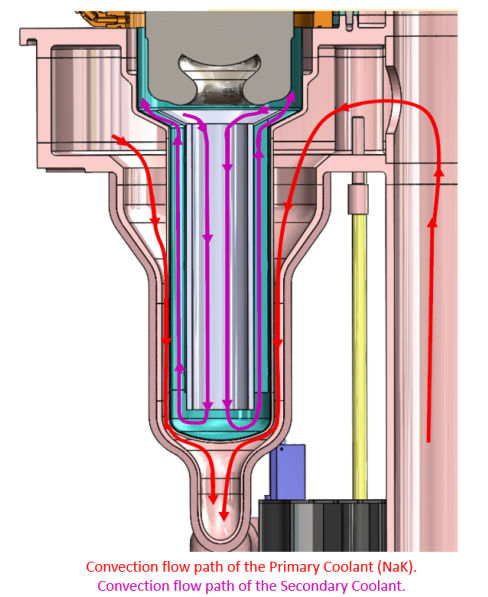 Convection flow path of the Primary Coolant (NaK).
Convection flow path of the Secondary Coolant.